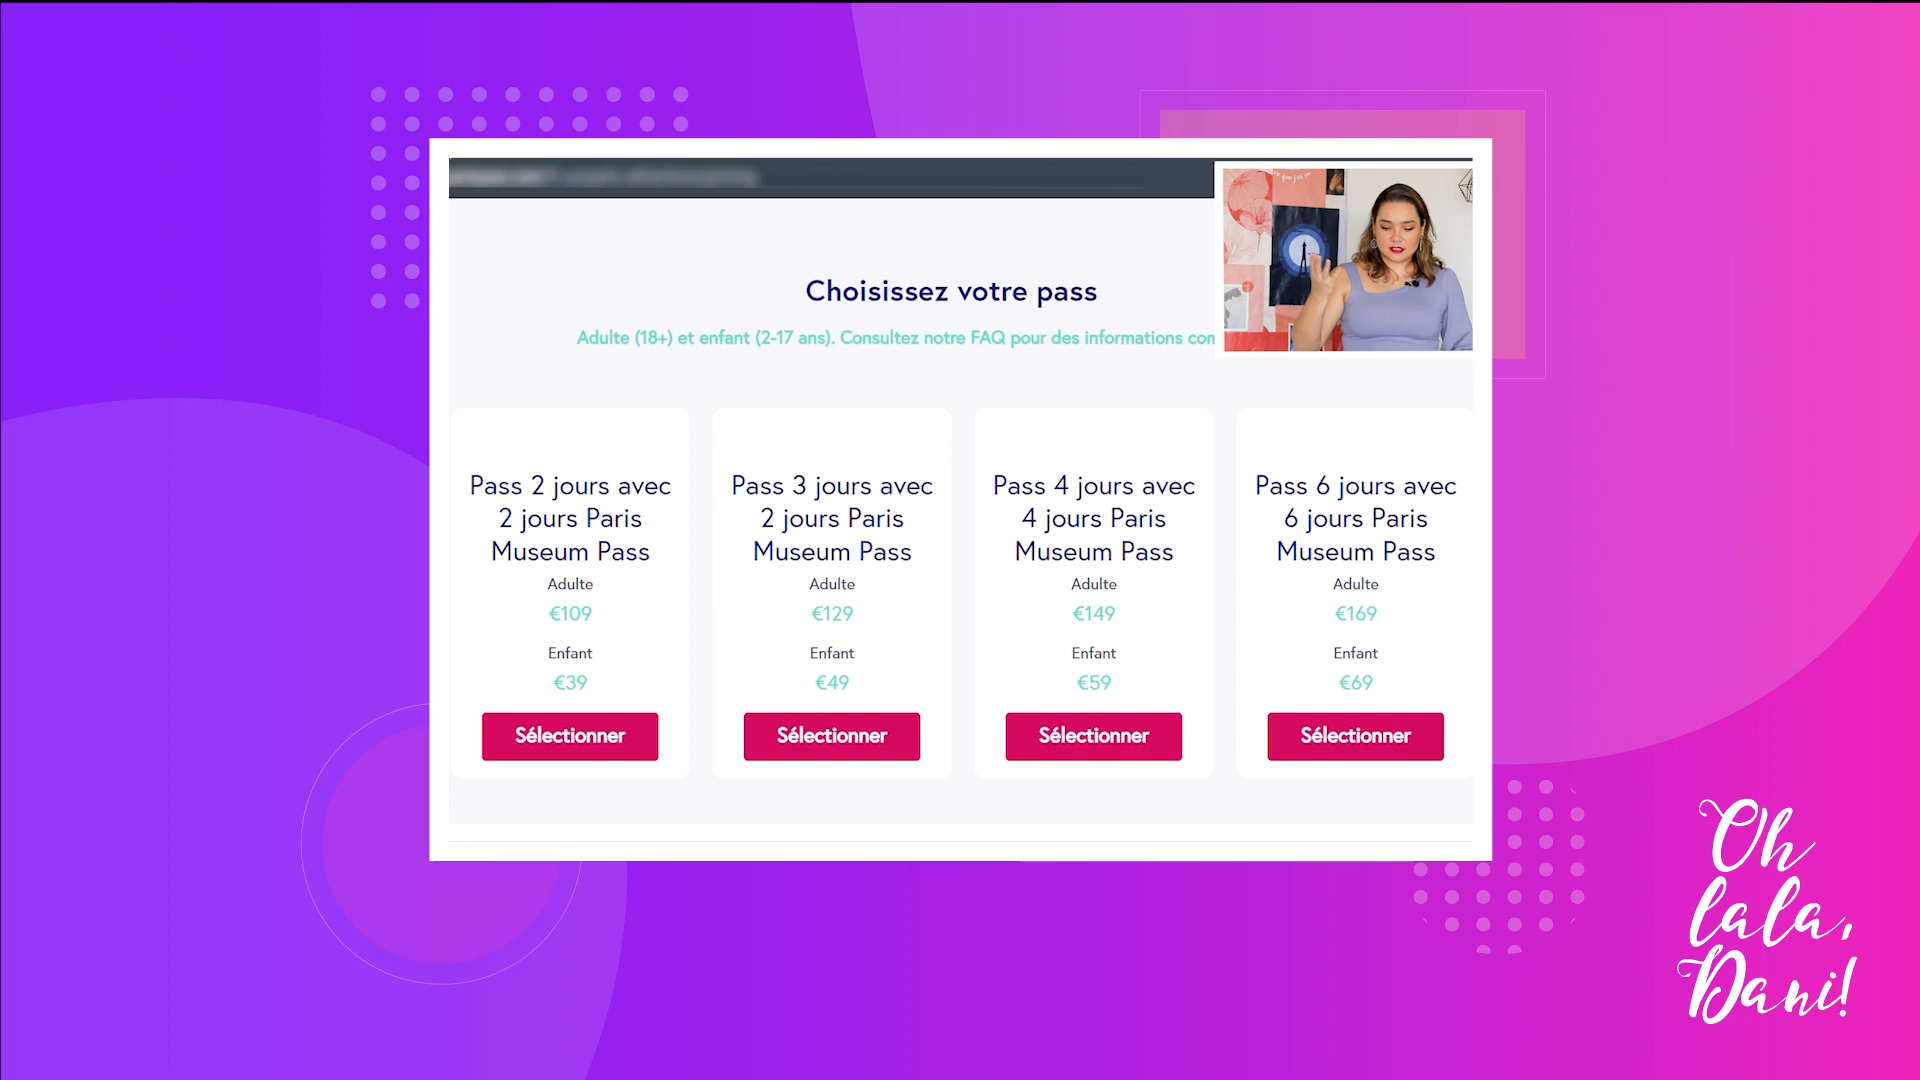 Choisissez votre pass
Adulte (18+) et enfant (2-17 ans). Consultez notre FAQ pour des informations
Pass 2 jours avec
2 jours Paris
Museum Pass
Adulte
€109
Enfant
€39
Sélectionner
Pass 3 jours avec
2 jours Paris
Museum Pass
Adulte
€129
Enfant
€49
Sélectionner
Pass 4 jours avec
4 jours Paris
Museum Pass
Adulte
€149
Enfant
€59
Sélectionner
Pass 6 jours avec
6 jours Paris
Museum Pass
Adulte
€169
Enfant
€69
Sélectionner
Oh
lala,
Dani!